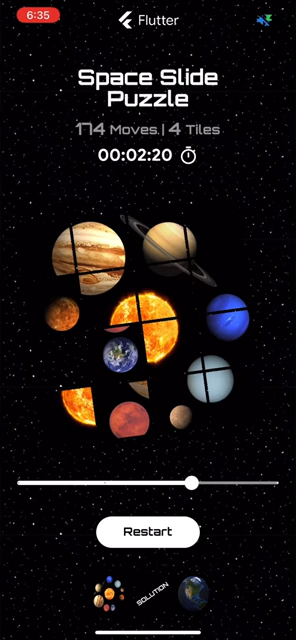 6:35
Flutter
Space Slide
Puzzle
174 Moves | 4 Tiles
00:02:20
Restart
SOLUTION